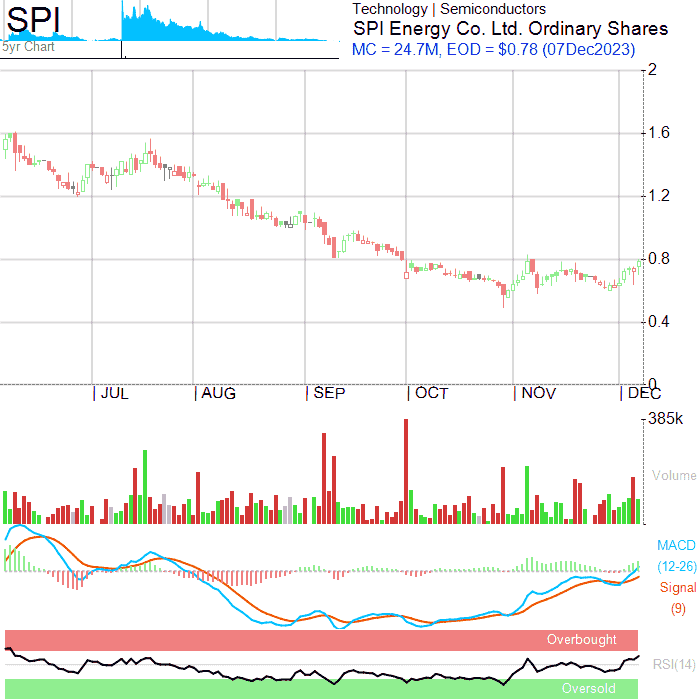 SPI
5yr Chart
Technology | Semiconductors
SPI Energy Co. Ltd. Ordinary Shares
MC = 24.7M, EOD = $0.78 (07Dec2023)
2
1.6
1.2
0.8
0.4
0
JUL AUG SEP OCT NOV DEC
385k
Volume
MACD
(12-26)
Signal
(9)
Overbought
RSI(14)
Oversold